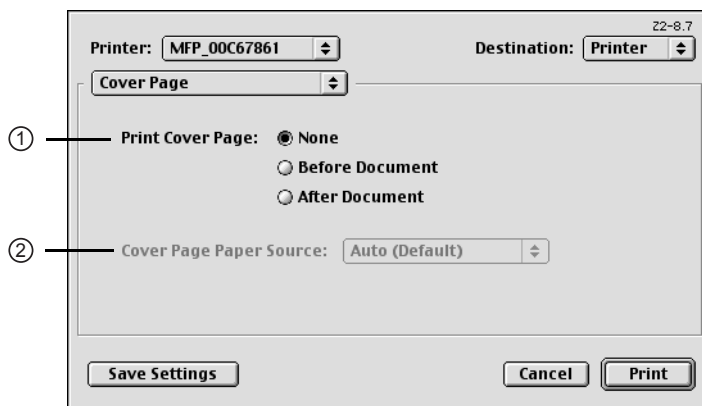 Z2-8.7
Printer: MFP_00C67861 Destination: Printer
Cover Page
① Print Cover Page: None
Before Document
After Document
② Cover Page Paper Source: Auto (Default)
Save Settings Cancel Print